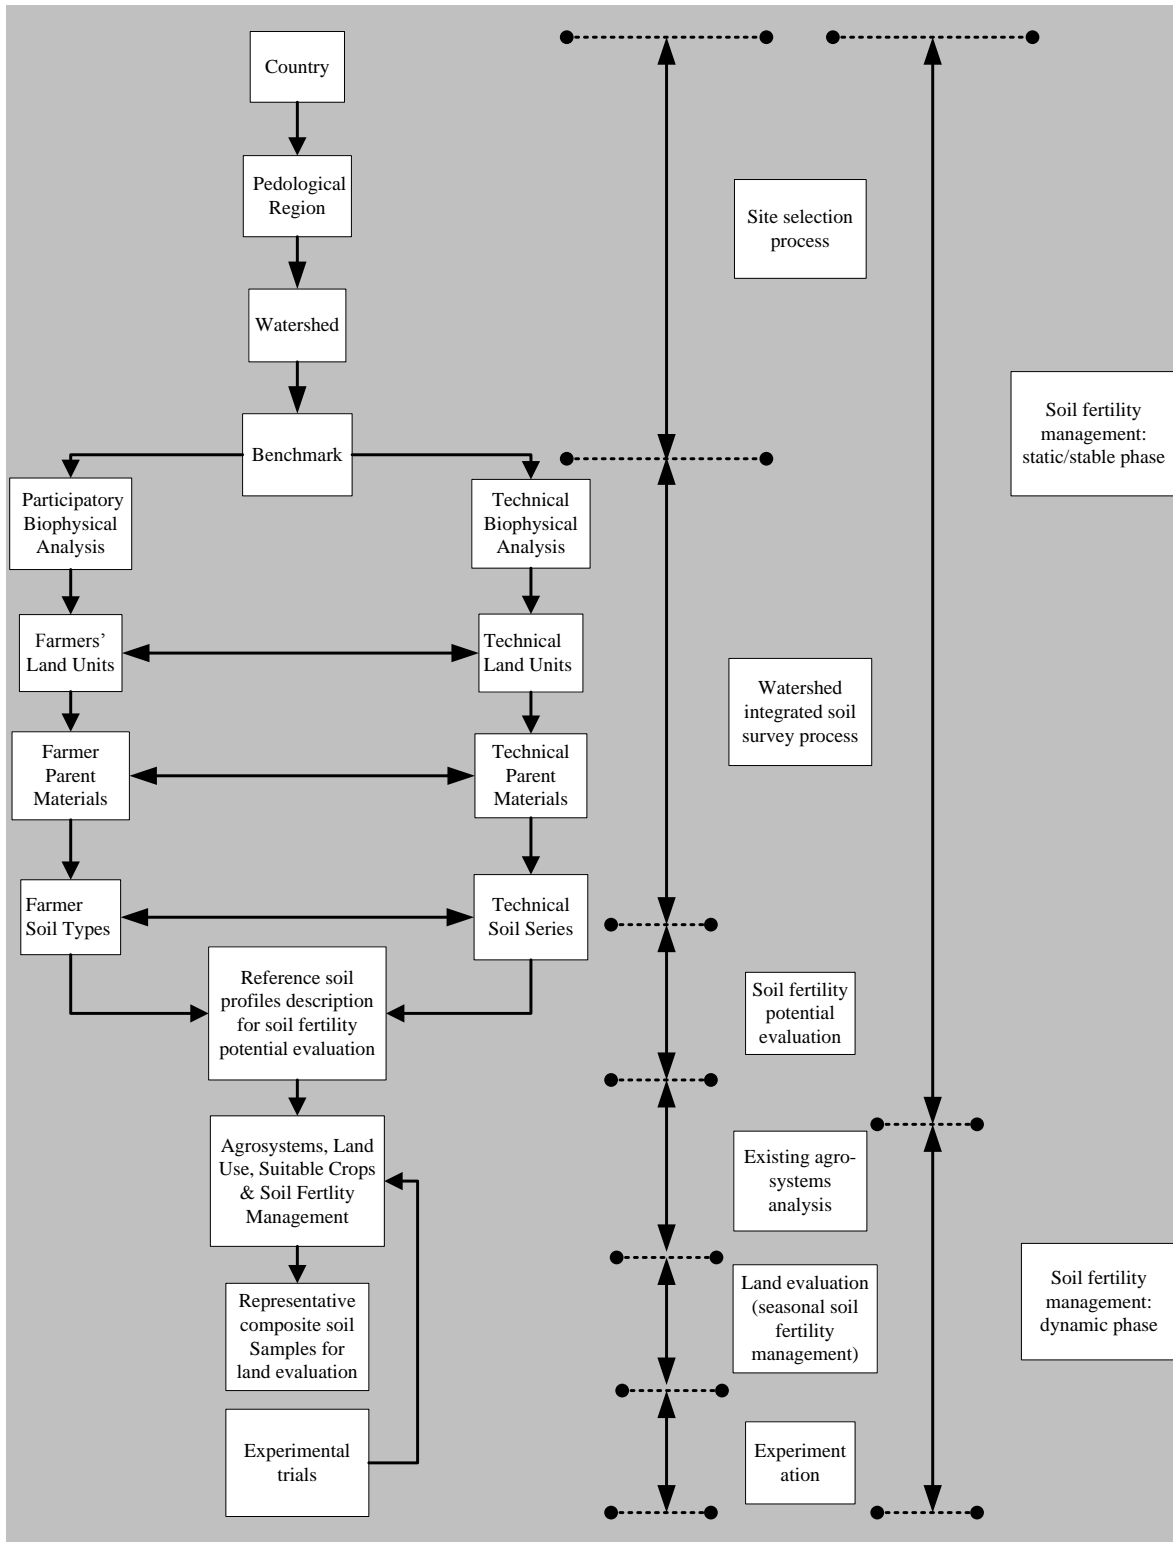 Country
Pedological
Region
Watershed
Benchmark
Participatory
Biophysical
Analysis
Technical
Biophysical
Analysis
Farmers’
Land Units
Technical
Land Units
Farmer
Parent
Materials
Technical
Parent
Materials
Farmer
Soil Types
Technical
Soil Series
Reference soil
profiles description
for soil fertility
potential evaluation
Agrosystems, Land
Use, Suitable Crops
& Soil Fertlity
Management
Representative
composite soil
Samples for
land evaluation
Experimental
trials
Site selection
process
Watershed
integrated soil
survey process
Soil fertility
potential
evaluation
Existing agro-
systems
analysis
Land evaluation
(seasonal soil
fertility
management)
Experiment
ation
Soil fertility
management:
static/stable phase
Soil fertility
management:
dynamic phase